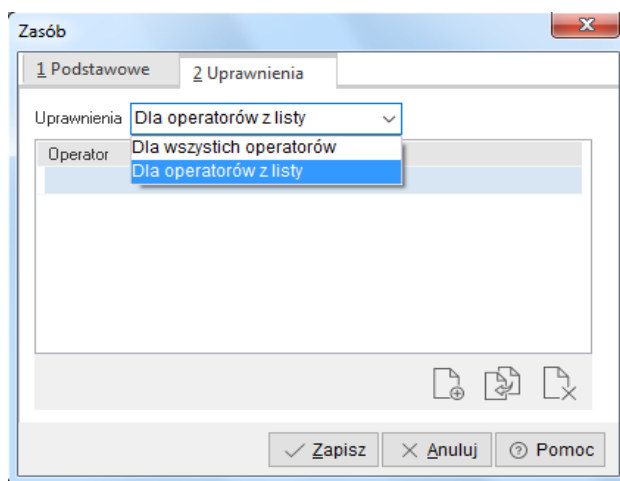 Zasób
1 Podstawowe 2 Uprawnienia
Uprawnienia Dla operatorów z listy
Operator Dla wszystich operatorów
Dla operatorów z listy
Zapisz Anuluj Pomoc